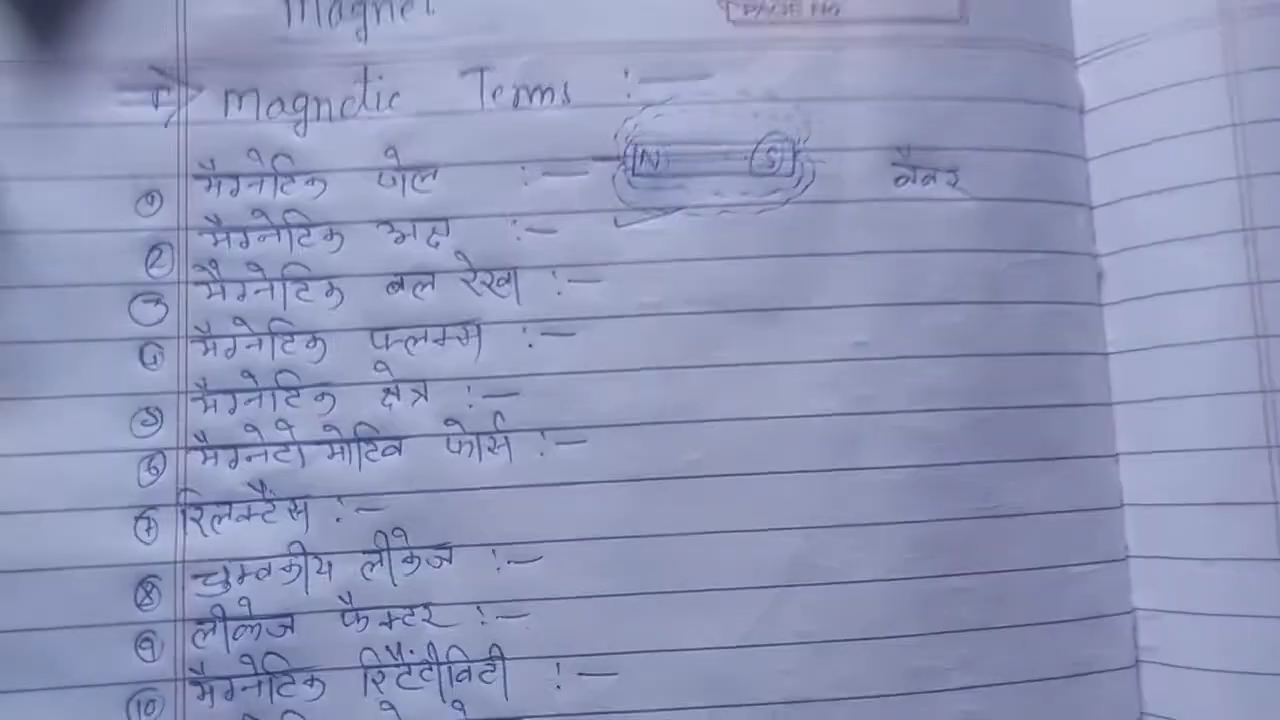 Magnet
Magnetic Terms :—
① मैग्नेटिक पोल :— N S वेबर
② मैग्नेटिक अक्ष :—
③ मैग्नेटिक बल रेखा :—
④ मैग्नेटिक फ्लक्स :—
⑤ मैग्नेटिक क्षेत्र :—
⑥ मैग्नेटो मोटिव फोर्स :—
⑦ रिलक्टैंस :—
⑧ चुम्बकीय लीकेज :—
⑨ लीकेज फैक्टर :—
⑩ मैग्नेटिक रिटैंटीविटी :—